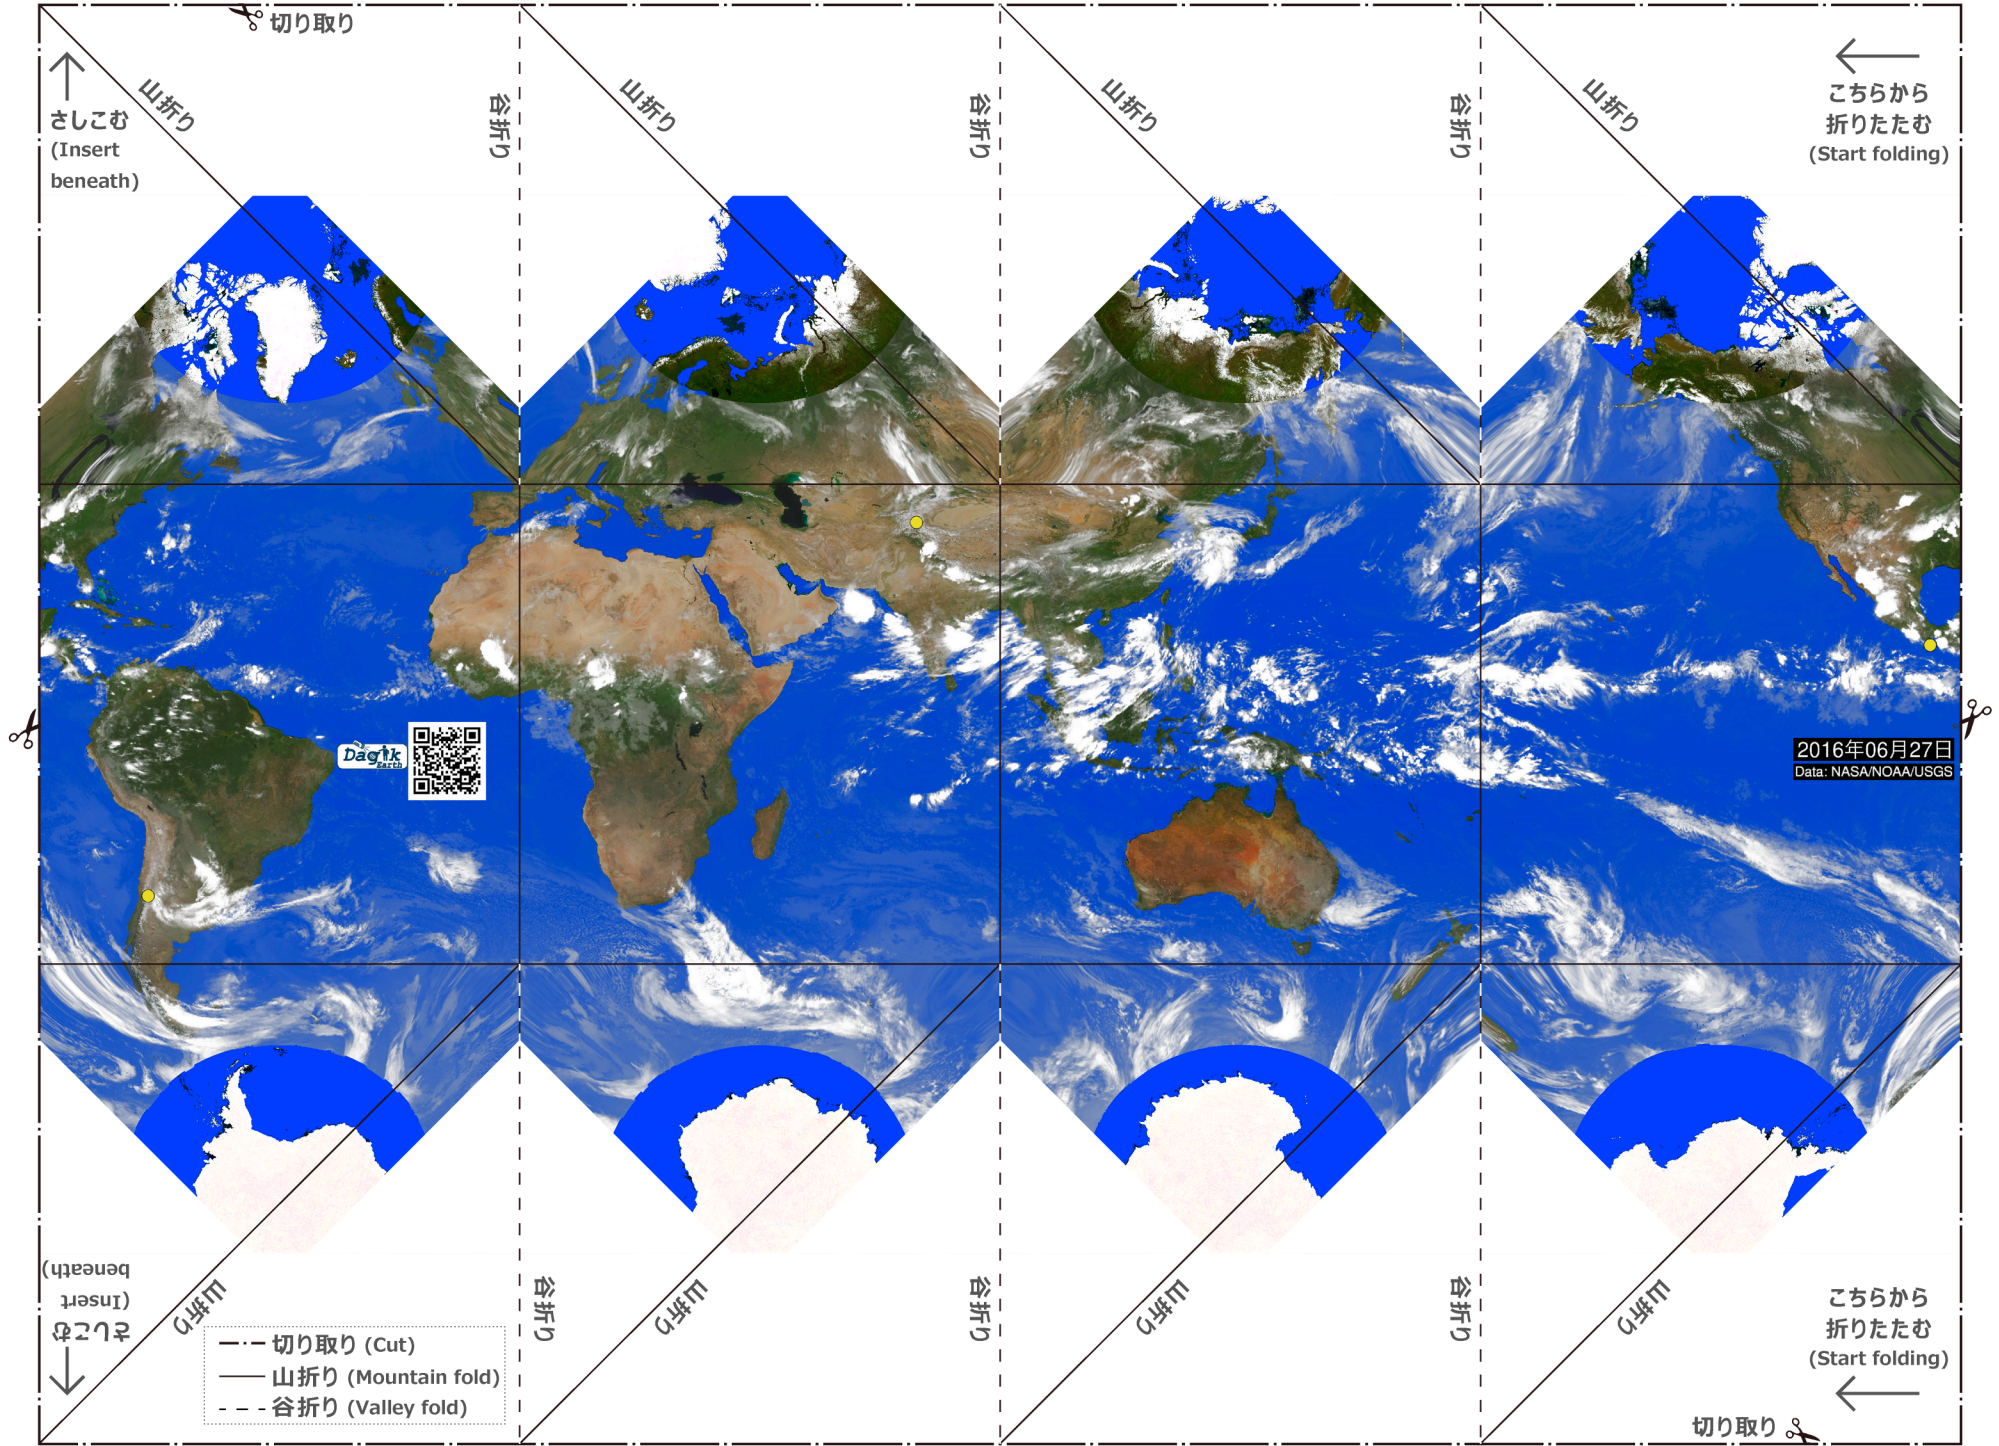 切り取り
さしこむ
(Insert
beneath)
山折り
谷折り
山折り
谷折り
山折り
谷折り
山折り
こちらから
折りたたむ
(Start folding)
Dagik
Earth
2016年06月27日
Data: NASA/NOAA/USGS
さしこむ
(Insert
beneath)
山折り
谷折り
山折り
谷折り
山折り
谷折り
山折り
こちらから
折りたたむ
(Start folding)
切り取り (Cut)
山折り (Mountain fold)
谷折り (Valley fold)
切り取り